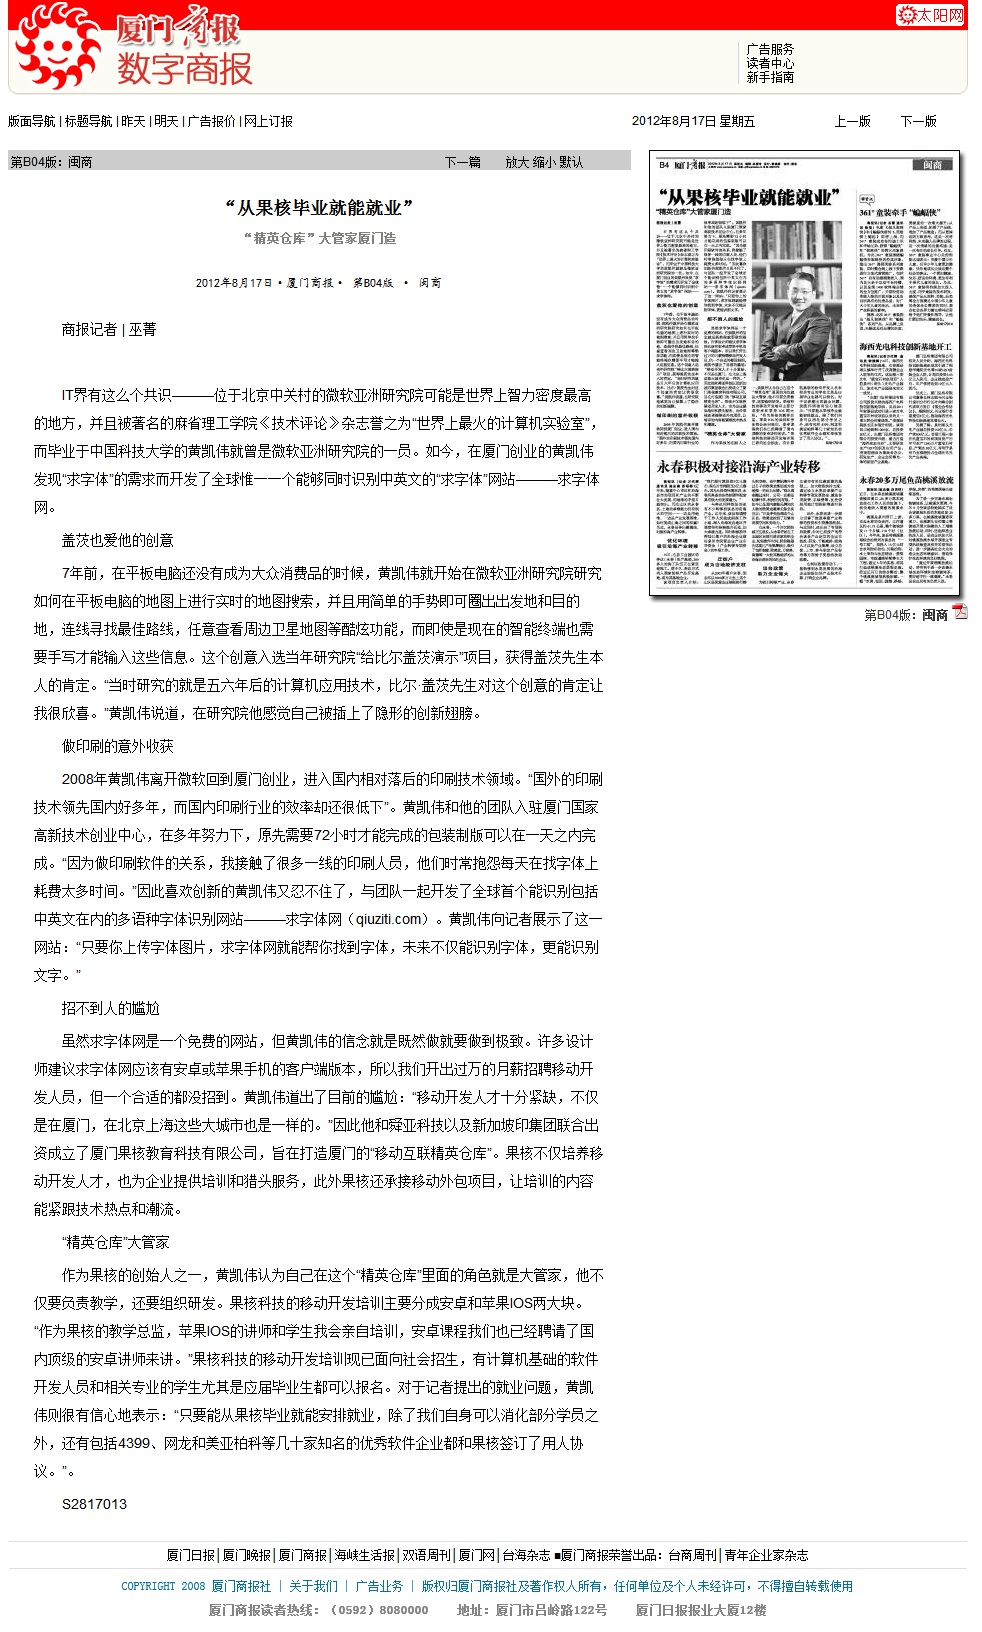 厦门商报
数字商报
太阳网
广告服务
读者中心
新手指南
版面导航 | 标题导航 | 昨天 | 明天 | 广告报价 | 网上订报
2012年8月17日 星期五
上一版
下一版
第B04版：闽商
下一篇
放大 缩小 默认
“从果核毕业就能就业”
“精英仓库”大管家厦门造
2012年8月17日 · 厦门商报 · 第B04版 · 闽商
商报记者 | 巫菁
IT界有这么个共识———位于北京中关村的微软亚洲研究院可能是世界上智力密度最高
的地方，并且被著名的麻省理工学院《技术评论》杂志誉之为“世界上最火的计算机实验室”，
而毕业于中国科技大学的黄凯伟就曾是微软亚洲研究院的一员。如今，在厦门创业的黄凯伟
发现“求字体”的需求而开发了全球惟一一个能够同时识别中英文的“求字体”网站———求字体
网。
盖茨也爱他的创意
7年前，在平板电脑还没有成为大众消费品的时候，黄凯伟就开始在微软亚洲研究院研究
如何在平板电脑的地图上进行实时的地图搜索，并且用简单的手势即可圈出出发地和目的
地，连线寻找最佳路线，任意查看周边卫星地图等酷炫功能，而即使是现在的智能终端也需
要手写才能输入这些信息。这个创意入选当年研究院“给比尔盖茨演示”项目，获得盖茨先生本
人的肯定。“当时研究的就是五六年后的计算机应用技术，比尔·盖茨先生对这个创意的肯定让
我很欣喜。”黄凯伟说道，在研究院他感觉自己被插上了隐形的创新翅膀。
做印刷的意外收获
2008年黄凯伟离开微软回到厦门创业，进入国内相对落后的印刷技术领域。“国外的印刷
技术领先国内好多年，而国内印刷行业的效率却还很低下”。黄凯伟和他的团队入驻厦门国家
高新技术创业中心，在多年努力下，原先需要72小时才能完成的包装制版可以在一天之内完
成。“因为做印刷软件的关系，我接触了很多一线的印刷人员，他们时常抱怨每天在找字体上
耗费太多时间。”因此喜欢创新的黄凯伟又忍不住了，与团队一起开发了全球首个能识别包括
中英文在内的多语种字体识别网站———求字体网（qiuziti.com）。黄凯伟向记者展示了这一
网站：“只要你上传字体图片，求字体网就能帮你找到字体，未来不仅能识别字体，更能识别
文字。”
招不到人的尴尬
虽然求字体网是一个免费的网站，但黄凯伟的信念就是既然做就要做到极致。许多设计
师建议求字体网应该有安卓或苹果手机的客户端版本，所以我们开出过万的月薪招聘移动开
发人员，但一个合适的都没招到。黄凯伟道出了目前的尴尬：“移动开发人才十分紧缺，不仅
是在厦门，在北京上海这些大城市也是一样的。”因此他和舜亚科技以及新加坡印集团联合出
资成立了厦门果核教育科技有限公司，旨在打造厦门的“移动互联精英仓库”。果核不仅培养移
动开发人才，也为企业提供培训和猎头服务，此外果核还承接移动外包项目，让培训的内容
能紧跟技术热点和潮流。
“精英仓库”大管家
作为果核的创始人之一，黄凯伟认为自己在这个“精英仓库”里面的角色就是大管家，他不
仅要负责教学，还要组织研发。果核科技的移动开发培训主要分成安卓和苹果IOS两大块。
“作为果核的教学总监，苹果IOS的讲师和学生我会亲自培训，安卓课程我们也已经聘请了国
内顶级的安卓讲师来讲。”果核科技的移动开发培训现已面向社会招生，有计算机基础的软件
开发人员和相关专业的学生尤其是应届毕业生都可以报名。对于记者提出的就业问题，黄凯
伟则很有信心地表示：“只要能从果核毕业就能安排就业，除了我们自身可以消化部分学员之
外，还有包括4399、网龙和美亚柏科等几十家知名的优秀软件企业都和果核签订了用人协
议。”。
S2817013
B4 厦门商报
闽商
“从果核毕业就能就业”
“精英仓库”大管家厦门造
361°童装牵手“蝙蝠侠”
海西光电科技创新基地开工
永春积极对接沿海产业转移
永春20多万尾鱼苗桃溪放流
第B04版：闽商
厦门日报 | 厦门晚报 | 厦门商报 | 海峡生活报 | 双语周刊 | 厦门网 | 台海杂志 ■厦门商报荣誉出品：台商周刊 | 青年企业家杂志
COPYRIGHT 2008 厦门商报社 | 关于我们 | 广告业务 | 版权归厦门商报社及著作权人所有，任何单位及个人未经许可，不得擅自转载使用
厦门商报读者热线：（0592）8080000 地址：厦门市吕岭路122号 厦门日报报业大厦12楼